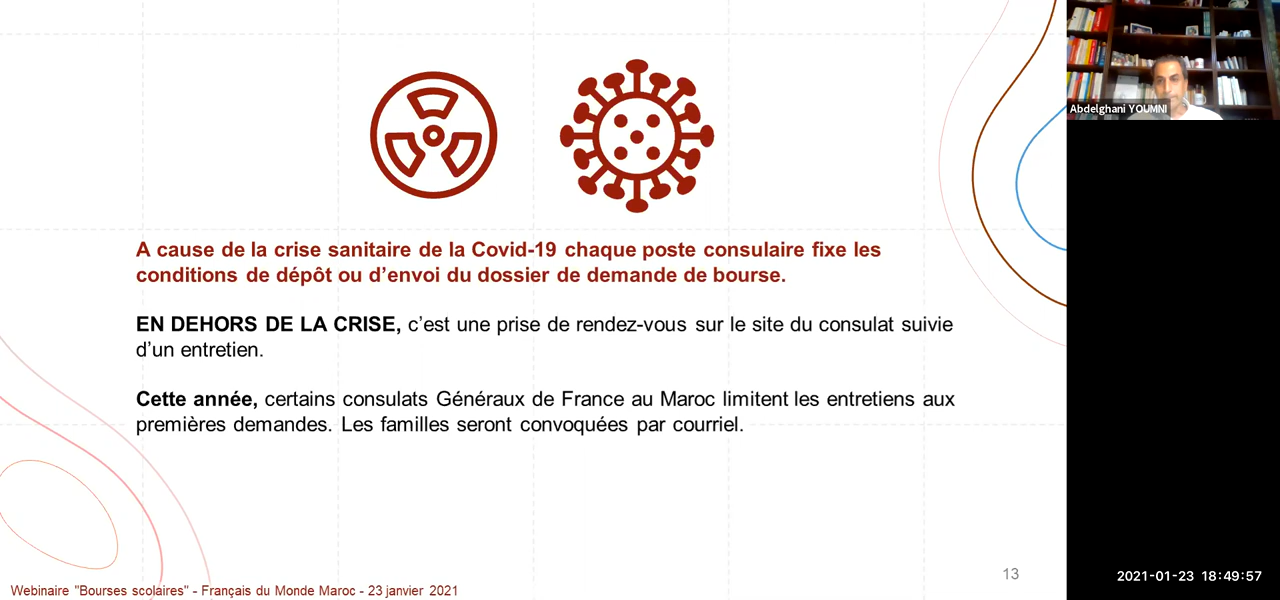 Abdelghani YOUMNI
A cause de la crise sanitaire de la Covid-19 chaque poste consulaire fixe les
conditions de dépôt ou d’envoi du dossier de demande de bourse.
EN DEHORS DE LA CRISE, c’est une prise de rendez-vous sur le site du consulat suivie
d’un entretien.
Cette année, certains consulats Généraux de France au Maroc limitent les entretiens aux
premières demandes. Les familles seront convoquées par courriel.
13
2021-01-23 18:49:57
Webinaire "Bourses scolaires" - Français du Monde Maroc - 23 janvier 2021